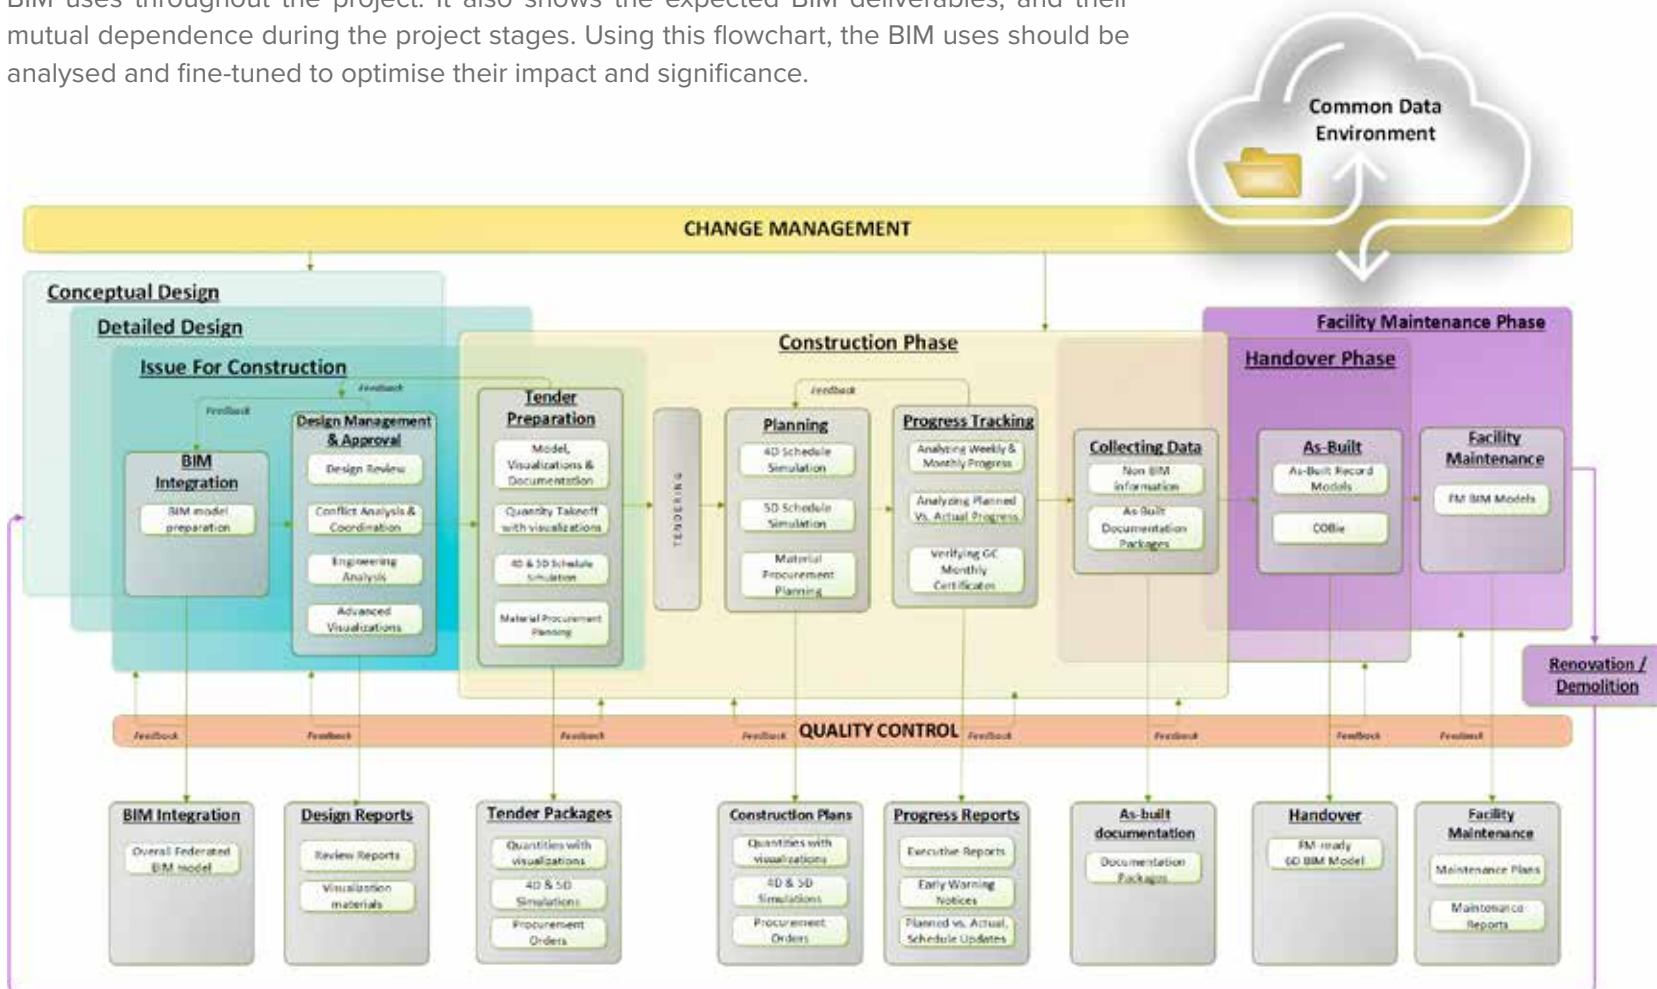 BIM uses throughout the project. It also shows the expected BIM deliverables, and their
mutual dependence during the project stages. Using this flowchart, the BIM uses should be
analysed and fine-tuned to optimise their impact and significance.
Common Data
Environment
CHANGE MANAGEMENT
Conceptual Design
Detailed Design
Issue For Construction
Construction Phase
Facility Maintenance Phase
Handover Phase
Feedback
Feedback
Feedback
BIM
Integration
BIM model
preparation
Design Management
& Approval
Design Review
Conflict Analysis &
Coordination
Engineering
Analysis
Advanced
Visualizations
Tender
Preparation
Model,
Visualizations &
Documentation
Quantity Takeoff
with visualizations
4D & 5D Schedule
Simulation
Material Procurement
Planning
TENDERING
Planning
4D Schedule
Simulation
5D Schedule
Simulation
Material
Procurement
Planning
Progress Tracking
Analyzing Weekly &
Monthly Progress
Analyzing Planned
Vs. Actual Progress
Verifying GC
Monthly
Certificates
Collecting Data
Non BIM
information
As-Built
Documentation
Packages
As-Built
As-Built Record
Models
COBie
Facility
Maintenance
FM BIM Models
Renovation /
Demolition
QUALITY CONTROL
Feedback
Feedback
Feedback
Feedback
Feedback
Feedback
Feedback
Feedback
BIM Integration
Overall Federated
BIM model
Design Reports
Review Reports
Visualization
materials
Tender Packages
Quantities with
visualizations
4D & 5D
Simulations
Procurement
Orders
Construction Plans
Quantities with
visualizations
4D & 5D
Simulations
Procurement
Orders
Progress Reports
Executive Reports
Early Warning
Notices
Planned vs. Actual,
Schedule Updates
As-built
documentation
Documentation
Packages
Handover
FM-ready
6D BIM Model
Facility
Maintenance
Maintenance Plans
Maintenance
Reports